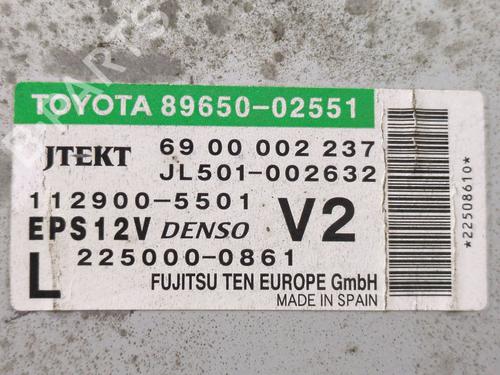 TOYOTA 89650-02551
JTEKT 69 00 002 237
JL501-002632
112900-5501
EPS12V DENSO V2
L 225000-0861
FUJITSU TEN EUROPE GmbH
MADE IN SPAIN
*22508610*
B-PARTS